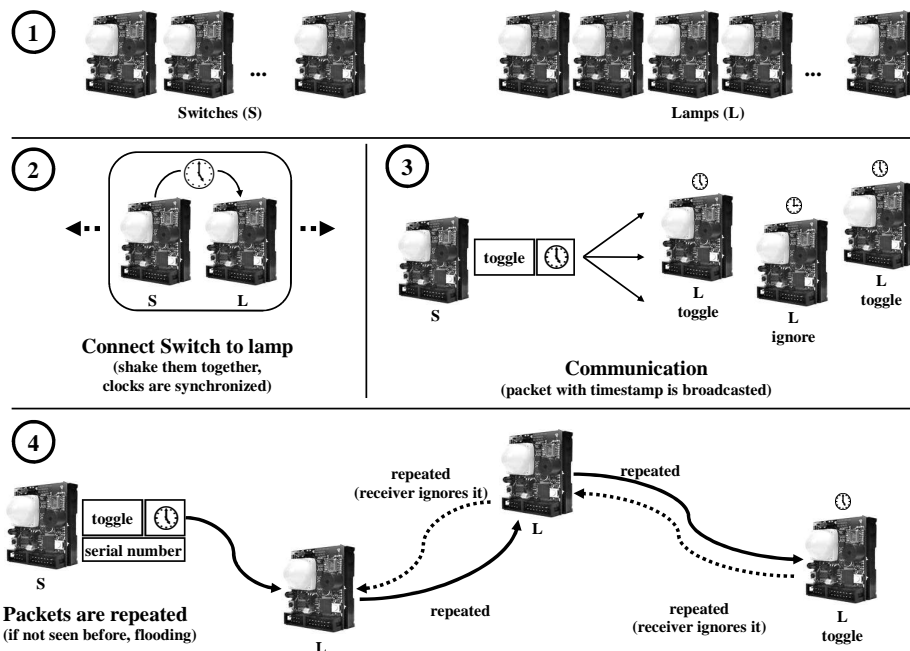 1
...
...
Switches (S)
Lamps (L)
2
S
L
Connect Switch to lamp
(shake them together,
clocks are synchronized)
3
S
toggle
L
toggle
L
ignore
L
toggle
Communication
(packet with timestamp is broadcasted)
4
S
toggle
serial number
Packets are repeated
(if not seen before, flooding)
L
repeated
(receiver ignores it)
repeated
L
repeated
repeated
(receiver ignores it)
L
toggle